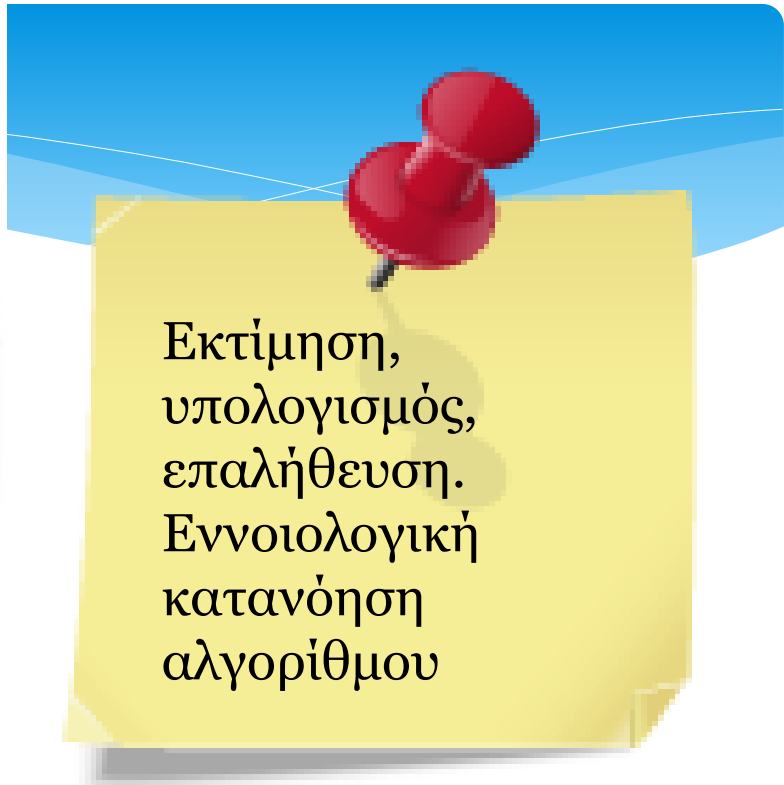 Εκτίμηση,
υπολογισμός,
επαλήθευση.
Εννοιολογική
κατανόηση
αλγορίθμου